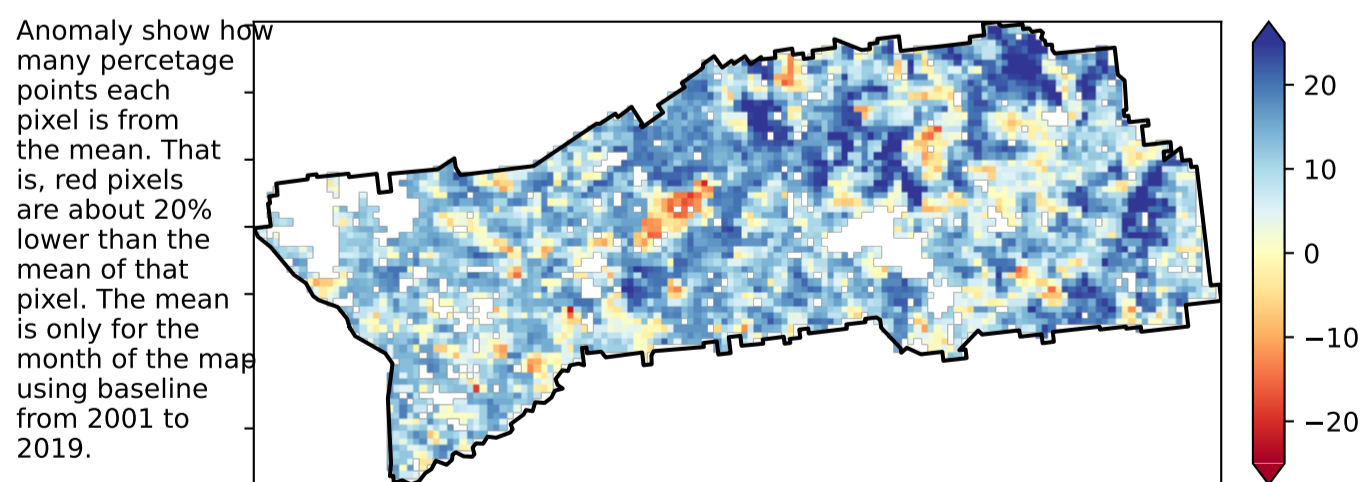 Anomaly show how
many percetage
points each
pixel is from
the mean. That
is, red pixels
are about 20%
lower than the
mean of that
pixel. The mean
is only for the
month of the map
using baseline
from 2001 to
2019.
20
10
0
−10
−20